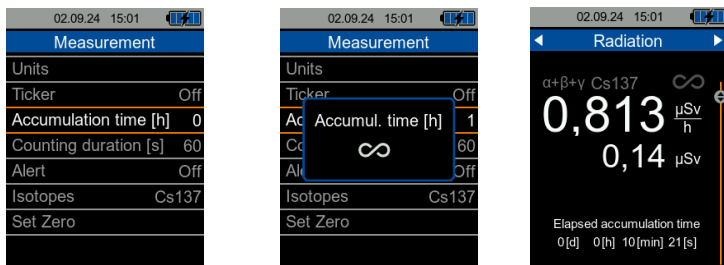 02.09.24 15:01
Measurement
Units
Ticker Off
Accumulation time [h] 0
Counting duration [s] 60
Alert Off
Isotopes Cs137
Set Zero
02.09.24 15:01
Measurement
Units
Ticker Off
Ac 1
Accumul. time [h]
∞
Co 60
Ale Off
Isotopes Cs137
Set Zero
02.09.24 15:01
Radiation
α+β+γ Cs137 ∞
0,813 µSv/h
0,14 µSv
Elapsed accumulation time
0[d] 0[h] 10[min] 21[s]